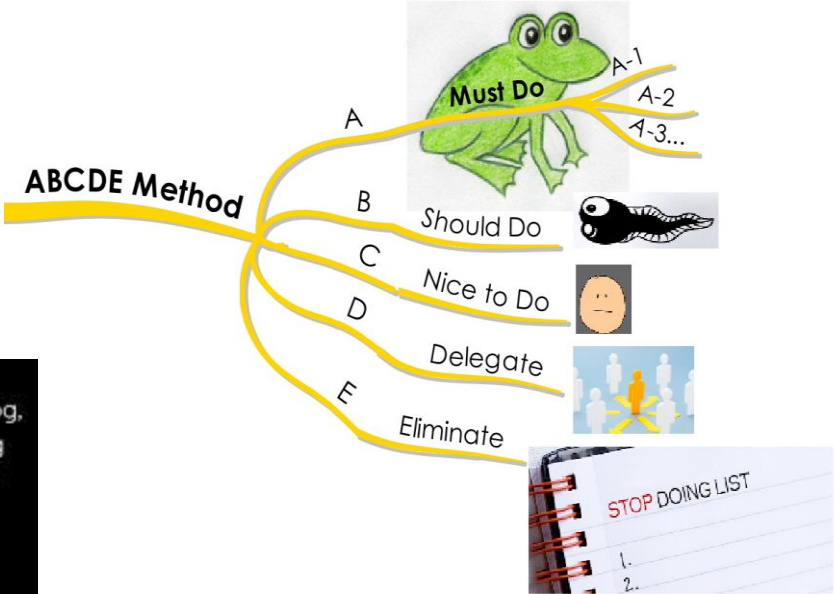 ABCDE Method
A
Must Do
A-1
A-2
A-3...
B
Should Do
C
Nice to Do
D
Delegate
E
Eliminate
STOP DOING LIST
1.
2.